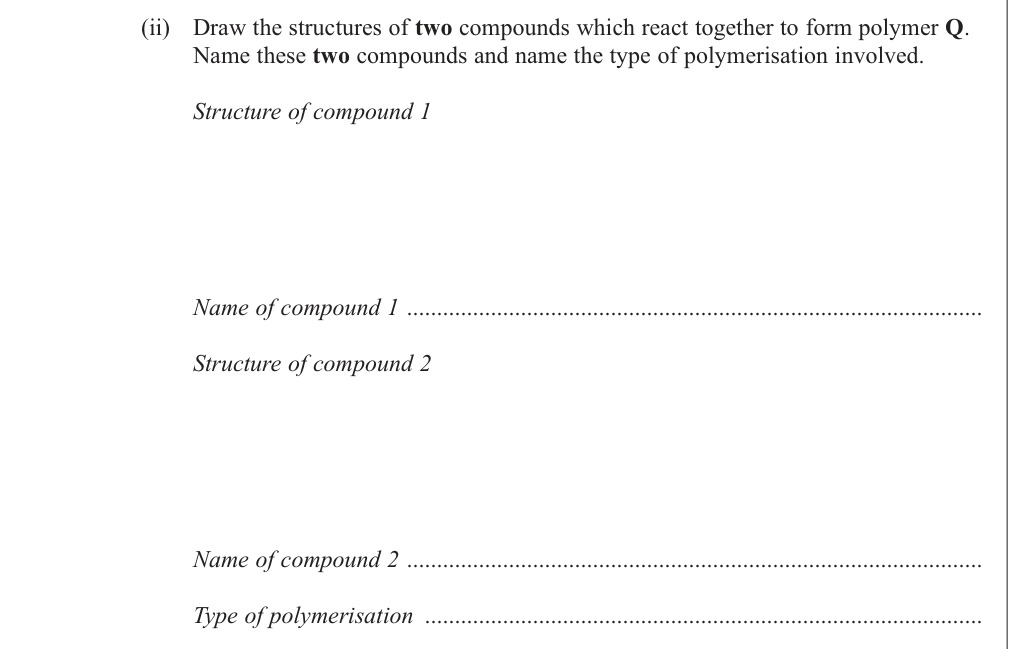 (ii) Draw the structures of two compounds which react together to form polymer Q.
Name these two compounds and name the type of polymerisation involved.
Structure of compound 1
Name of compound 1 ................................................................................................
Structure of compound 2
Name of compound 2 ................................................................................................
Type of polymerisation .............................................................................................